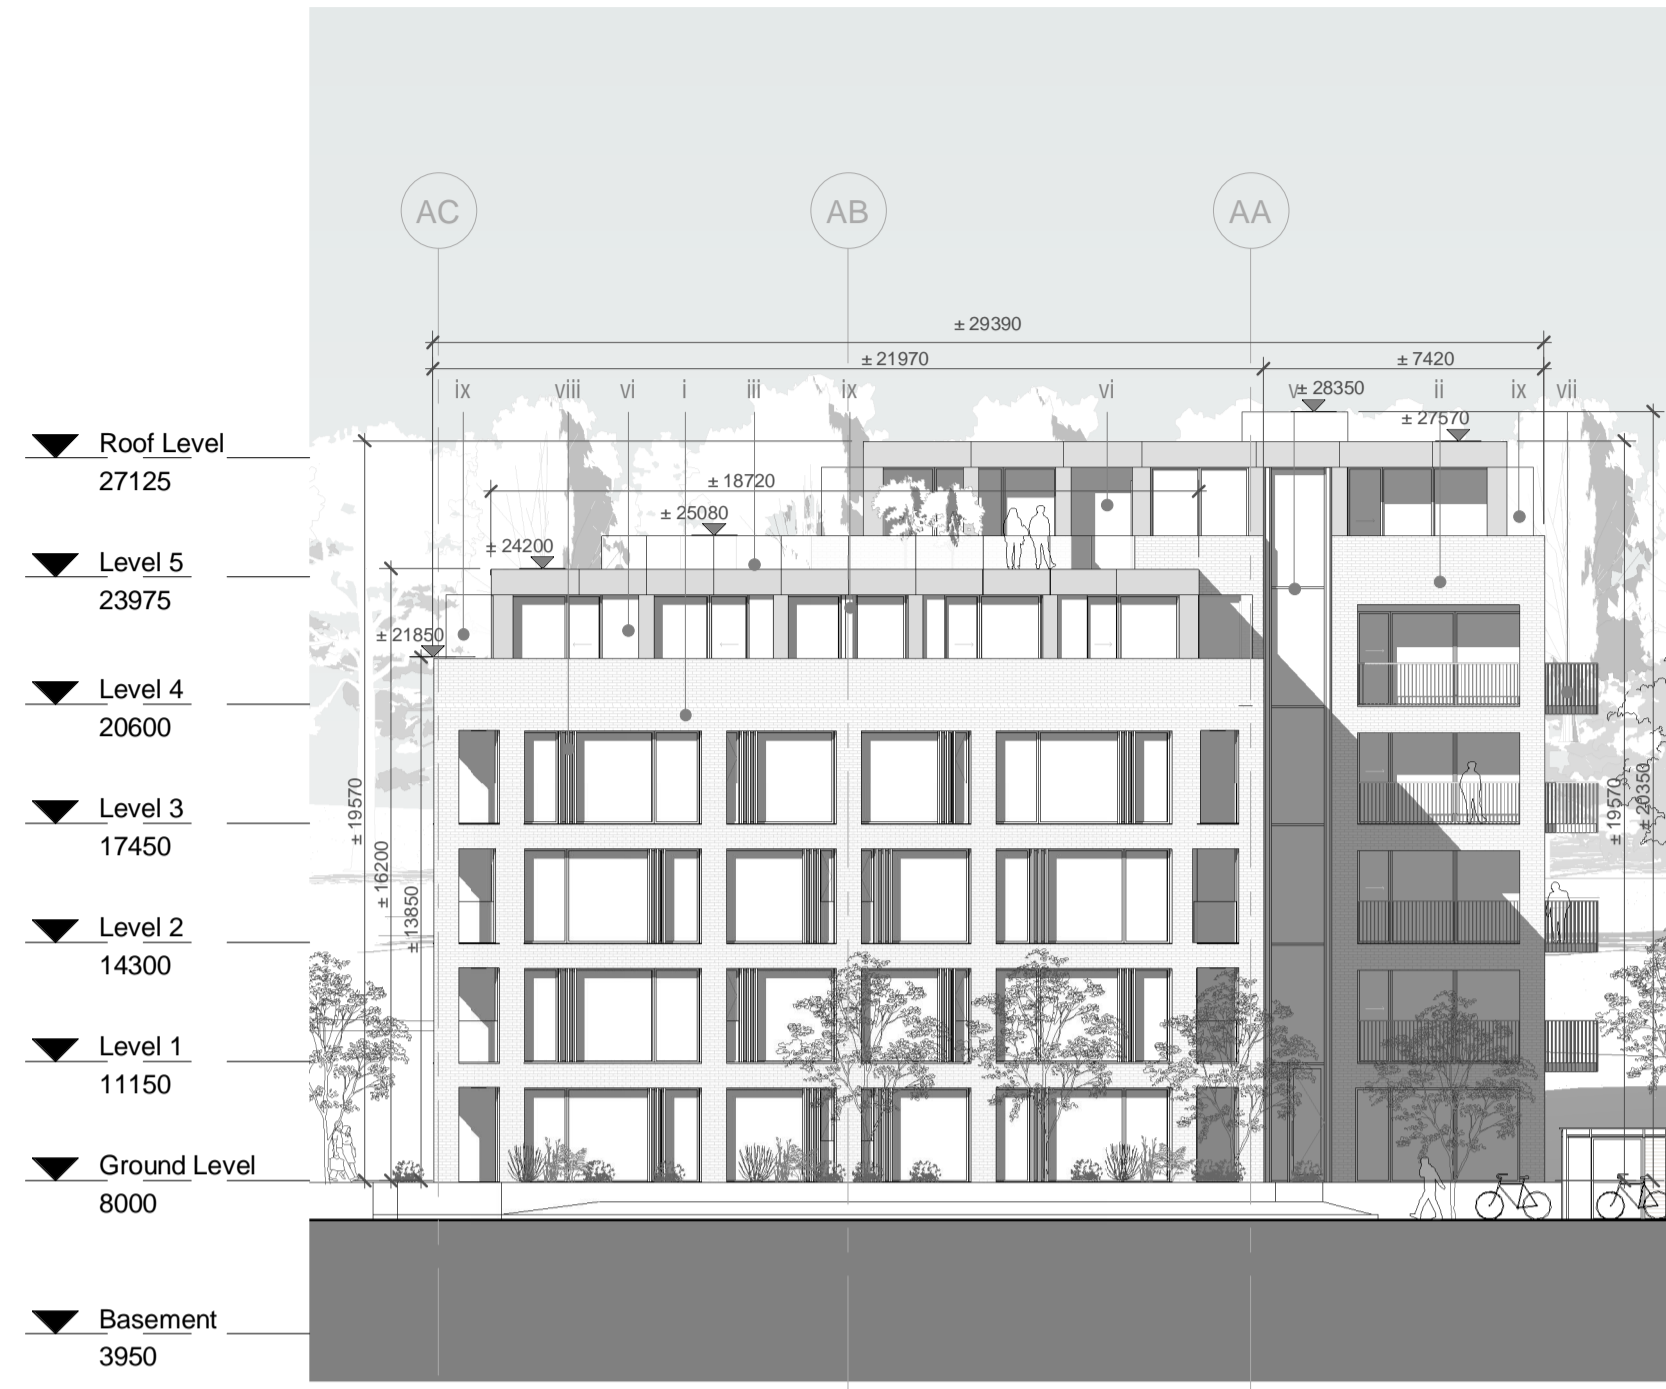 AC
AB
AA
± 29390
± 21970
± 7420
ix
viii
vi
i
iii
ix
vi
v
± 28350
ii
ix
vii
± 27570
Roof Level
27125
± 18720
± 25080
± 24200
Level 5
23975
± 21850
Level 4
20600
Level 3
17450
± 19570
± 16200
± 13850
± 19570
± 20350
Level 2
14300
Level 1
11150
Ground Level
8000
Basement
3950